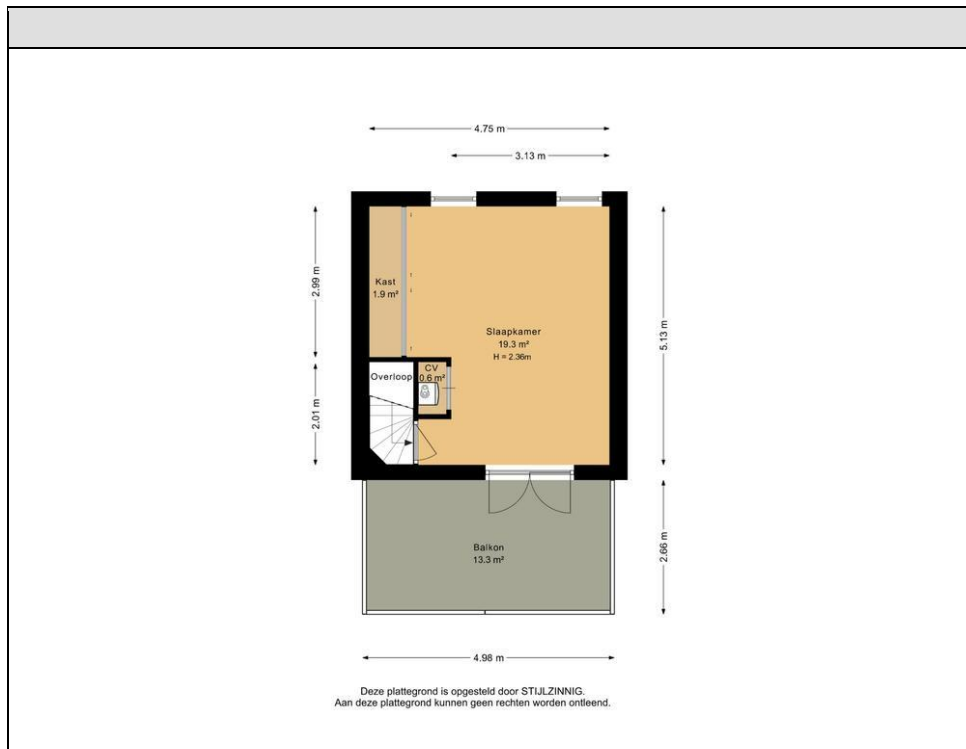 4.75 m
3.13 m
2.99 m
5.13 m
Kast
1.9 m²
Slaapkamer
19.3 m²
H = 2.36m
CV
0.6 m²
Overloop
2.01 m
2.66 m
Balkon
13.3 m²
4.98 m
Deze plattegrond is opgesteld door STIJLZINNIG.
Aan deze plattegrond kunnen geen rechten worden ontleend.